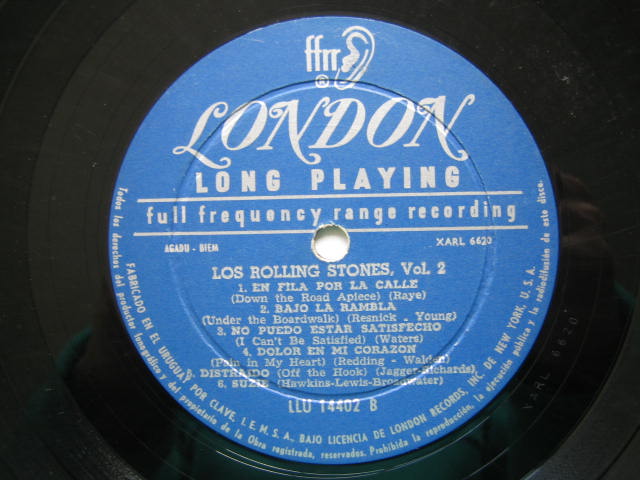 ffrr
®
LONDON
LONG PLAYING
full frequency range recording
AGADU - BIEM
XARL 6620
LOS ROLLING STONES, Vol. 2
1. EN FILA POR LA CALLE
(Down the Road Apiece) (Raye)
2. BAJO LA RAMBLA
(Under the Boardwalk) (Resnick - Young)
3. NO PUEDO ESTAR SATISFECHO
(I Can't Be Satisfied) (Waters)
4. DOLOR EN MI CORAZON
(Pain in My Heart) (Redding - Walden)
5. DISTRAIDO (Off the Hook) (Jagger-Richards)
6. SUZIE (Hawkins-Lewis-Broadwater)
LLU 14402 B
Todos los derechos del productor fonográfico y del propietario de la Obra registrada, reservados. Prohibida la reproducción, la ejecución pública y la radiodifusión de este disco.
FABRICADO EN EL URUGUAY, POR CLAVE, I.E.M.S.A. BAJO LICENCIA DE LONDON RECORDS, INC. DE NEW YORK, U.S.A.
XARL 6620